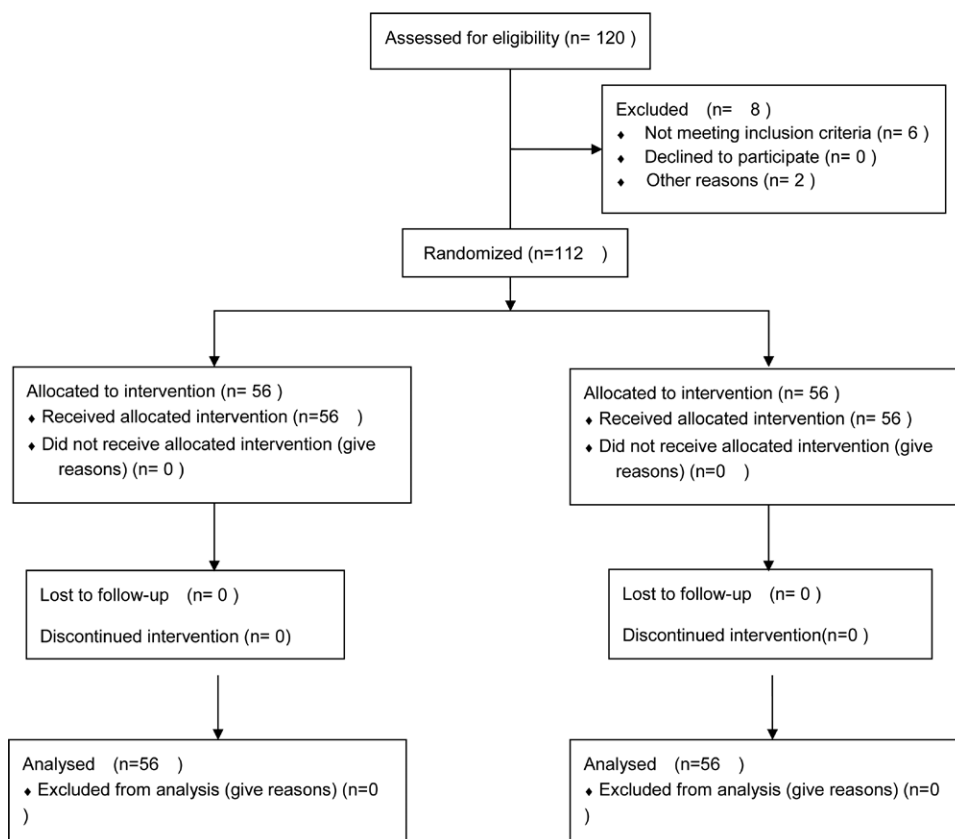 Assessed for eligibility (n= 120 )
Excluded (n= 8 )
♦ Not meeting inclusion criteria (n= 6 )
♦ Declined to participate (n= 0 )
♦ Other reasons (n= 2 )
Randomized (n=112 )
Allocated to intervention (n= 56 )
♦ Received allocated intervention (n=56 )
♦ Did not receive allocated intervention (give
reasons) (n= 0 )
Allocated to intervention (n= 56 )
♦ Received allocated intervention (n= 56 )
♦ Did not receive allocated intervention (give
reasons) (n=0 )
Lost to follow-up (n= 0 )
Discontinued intervention (n= 0)
Lost to follow-up (n= 0 )
Discontinued intervention(n=0 )
Analysed (n=56 )
♦ Excluded from analysis (give reasons) (n=0
)
Analysed (n=56 )
♦ Excluded from analysis (give reasons) (n=0
)